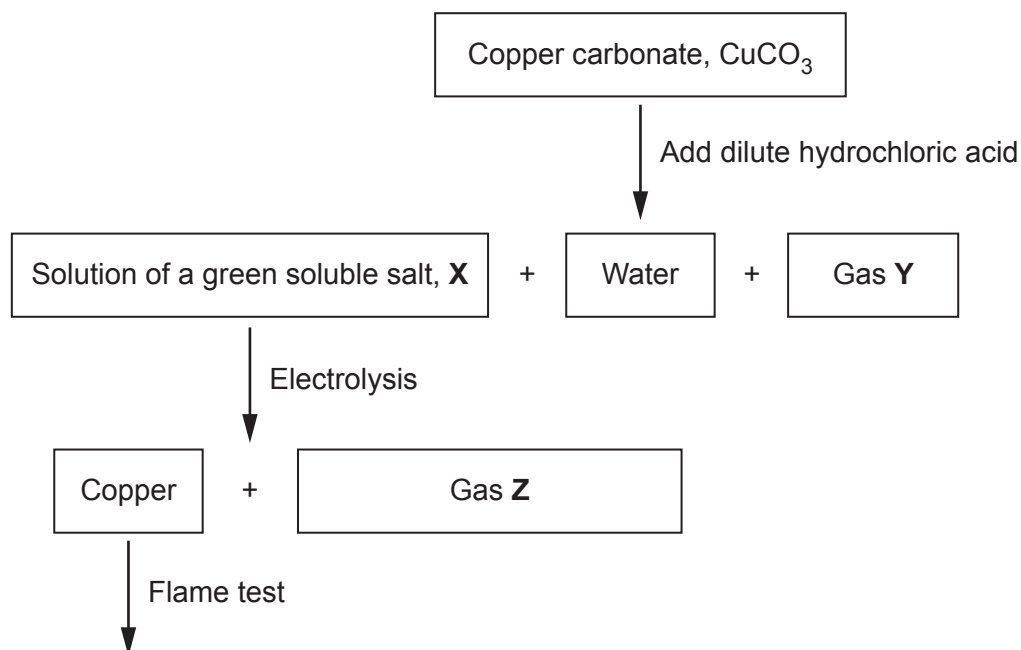 Copper carbonate, CuCO₃
Add dilute hydrochloric acid
Solution of a green soluble salt, X + Water + Gas Y
Electrolysis
Copper + Gas Z
Flame test